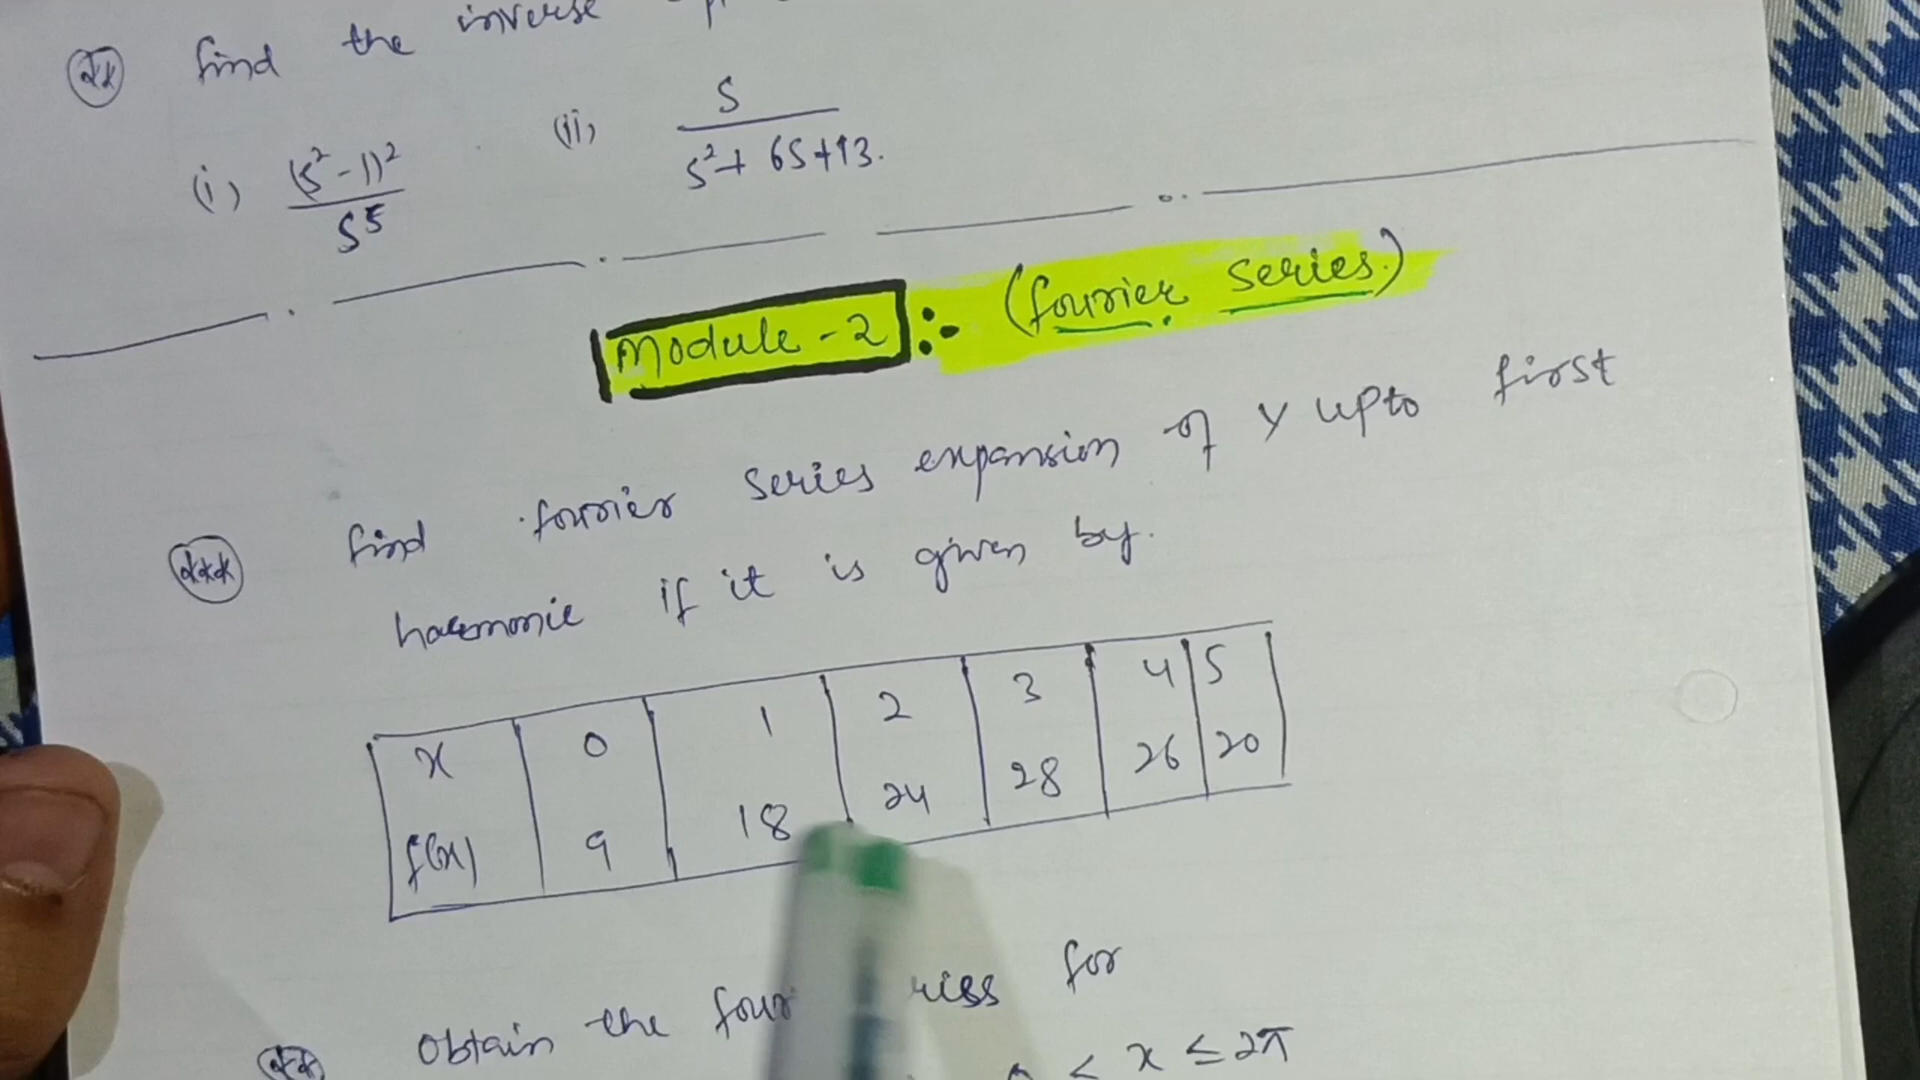 ** find the inverse
(i) (s²-1)²/s⁵ (ii) s/s²+6s+13.
Module-2 : (fourier series.)
*** find fourier series expansion of y upto first
harmonic if it is given by.
x 0 1 2 3 4 5
f(x) 9 18 24 28 26 20
** Obtain the for
< x ≤ 2π